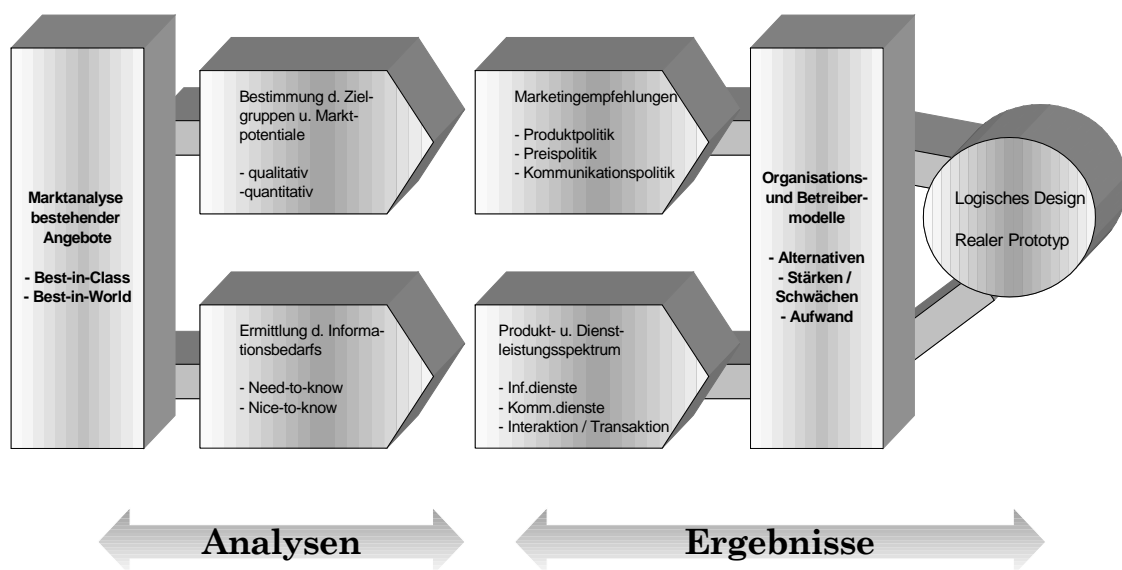 Marktanalyse
bestehender
Angebote
- Best-in-Class
- Best-in-World
Bestimmung d. Ziel-
gruppen u. Markt-
potentiale
- qualitativ
-quantitativ
Ermittlung d. Informa-
tionsbedarfs
- Need-to-know
- Nice-to-know
Marketingempfehlungen
- Produktpolitik
- Preispolitik
- Kommunikationspolitik
Produkt- u. Dienst-
leistungsspektrum
- Inf.dienste
- Komm.dienste
- Interaktion / Transaktion
Organisations-
und Betreiber-
modelle
- Alternativen
- Stärken /
Schwächen
- Aufwand
Logisches Design
Realer Prototyp
Analysen
Ergebnisse